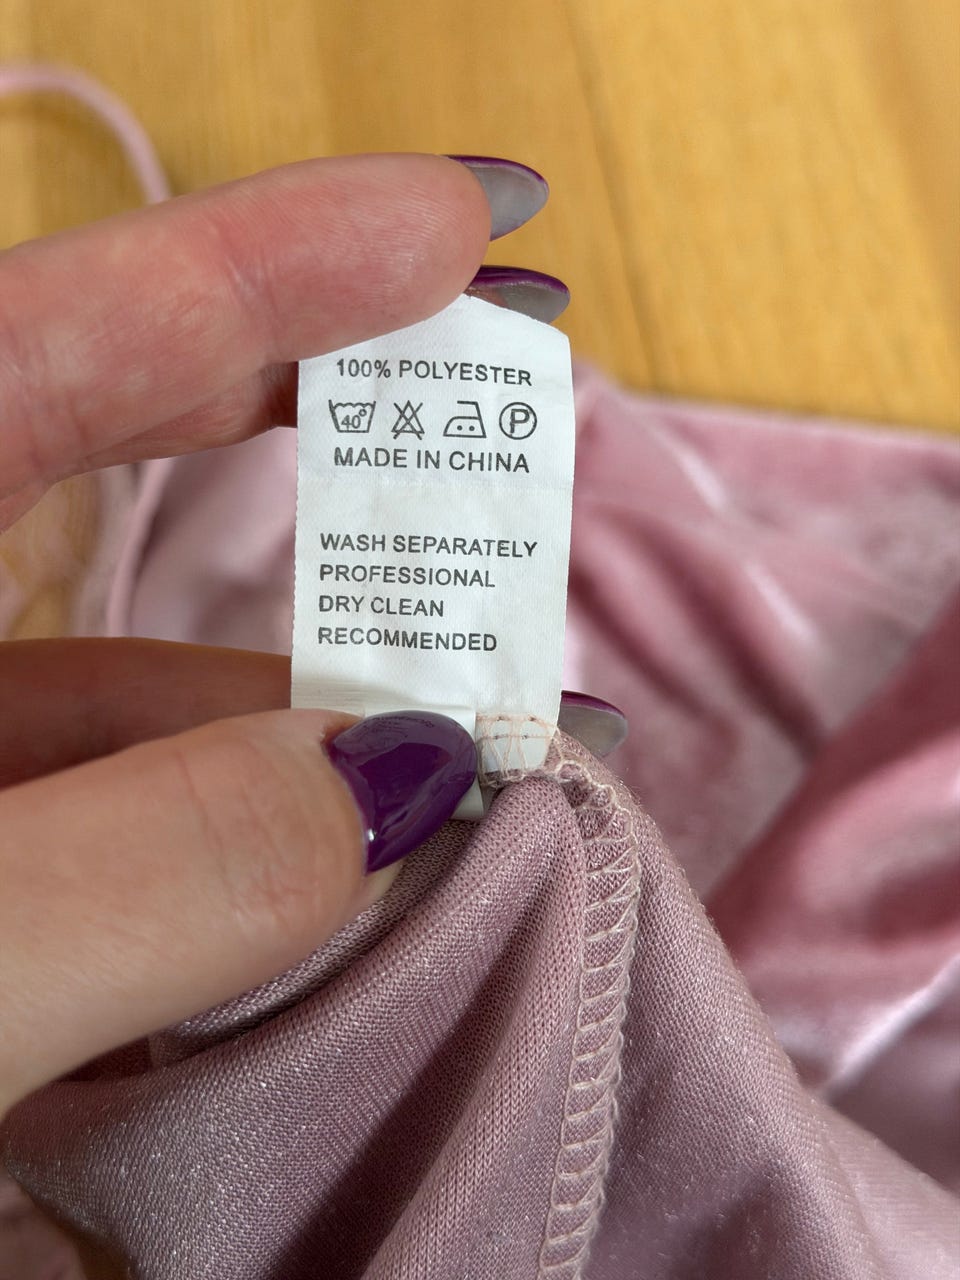 100% POLYESTER
40° P
MADE IN CHINA
WASH SEPARATELY
PROFESSIONAL
DRY CLEAN
RECOMMENDED